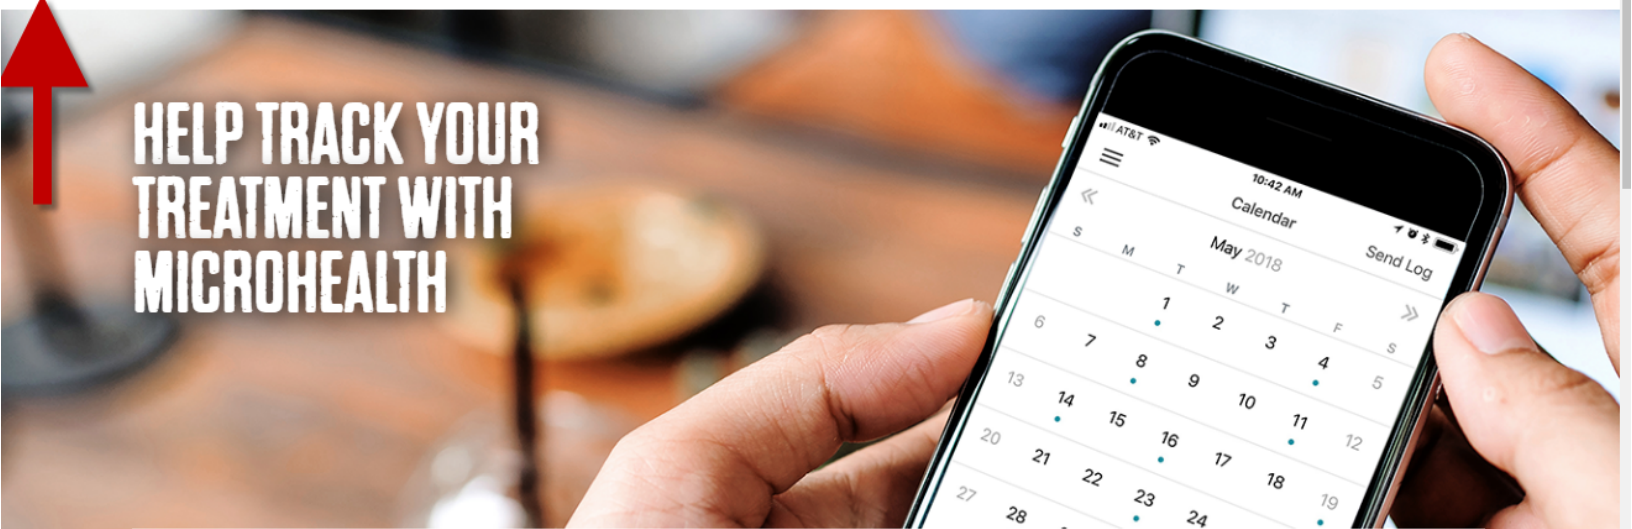 HELP TRACK YOUR
TREATMENT WITH
MICROHEALTH
AT&T
10:42 AM
Calendar
Send Log
May 2018
S M T W T F S
1 2 3 4 5
6 7 8 9 10 11 12
13 14 15 16 17 18 19
20 21 22 23 24
27 28